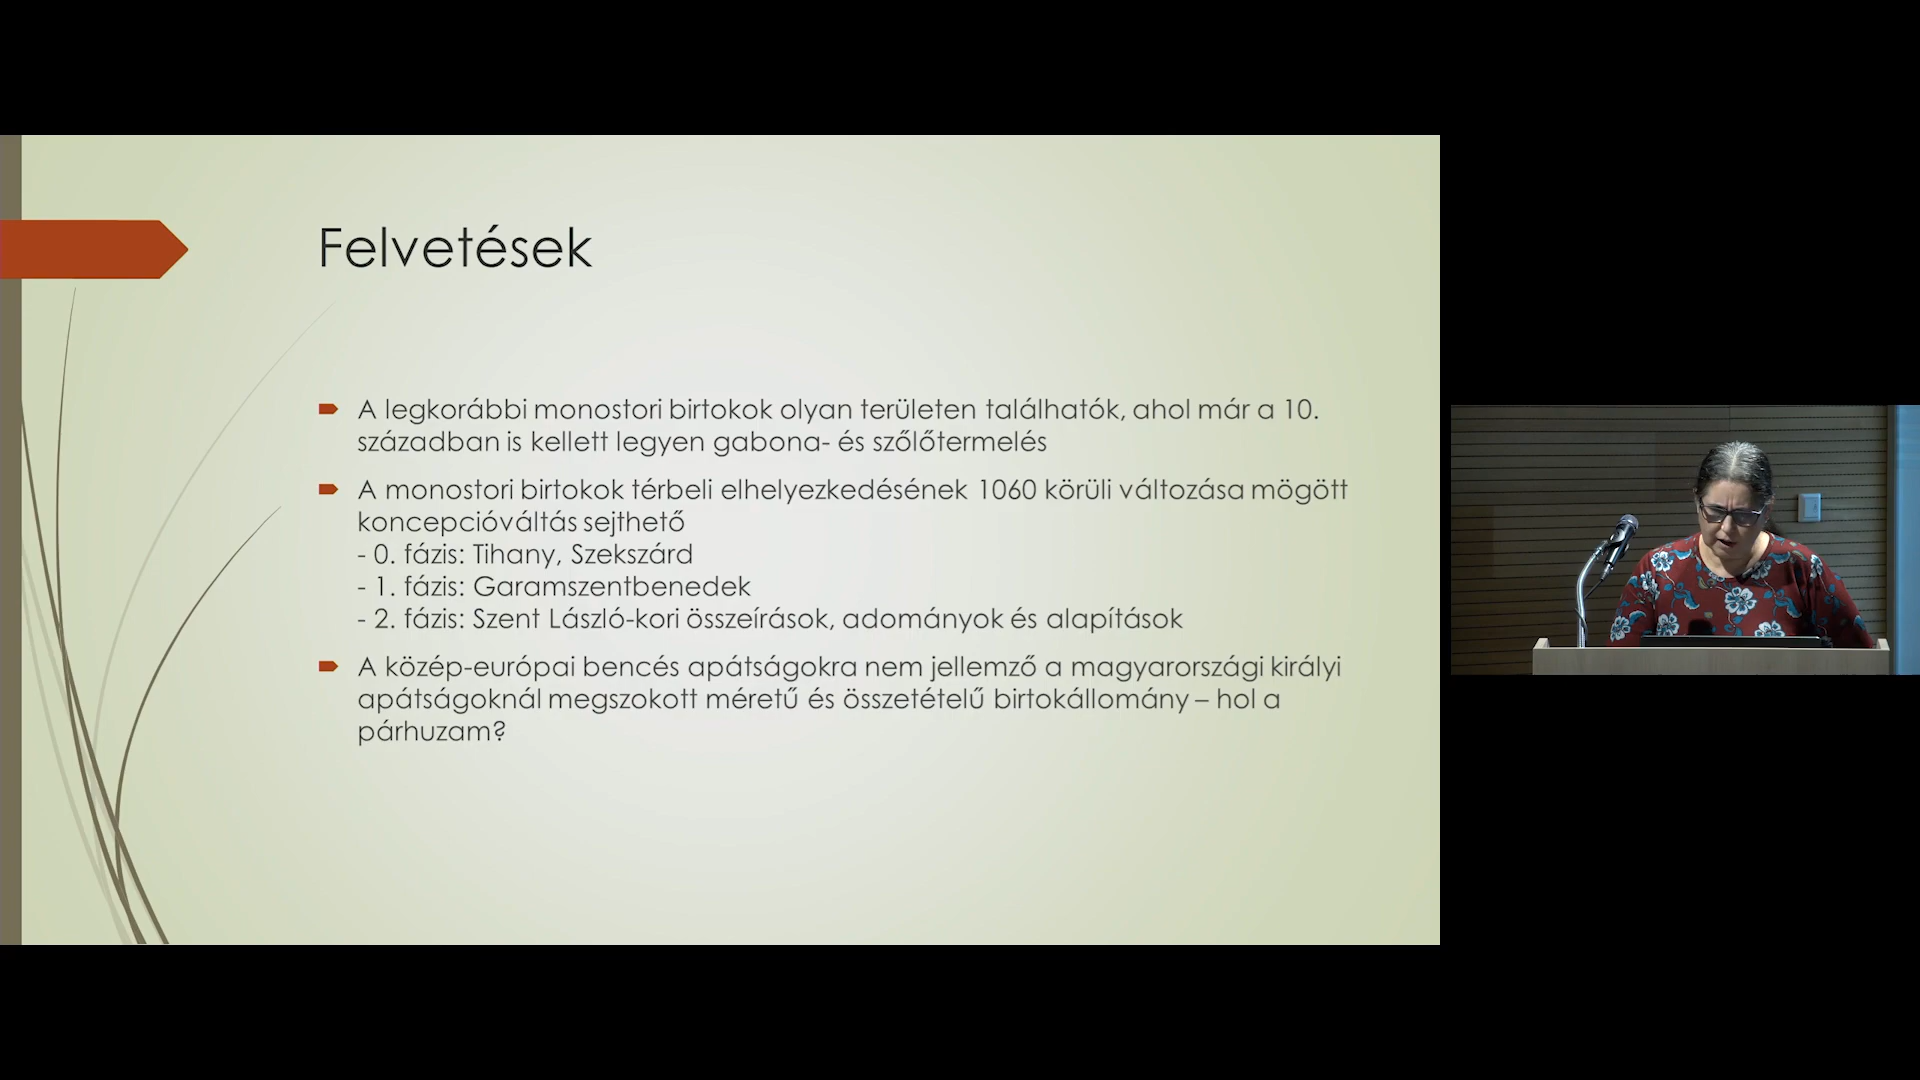 Felvetések
A legkorábbi monostori birtokok olyan területen találhatók, ahol már a 10.
században is kellett legyen gabona- és szőlőtermelés
A monostori birtokok térbeli elhelyezkedésének 1060 körüli változása mögött
koncepcióváltás sejthető
- 0. fázis: Tihany, Szekszárd
- 1. fázis: Garamszentbenedek
- 2. fázis: Szent László-kori összeírások, adományok és alapítások
A közép-európai bencés apátságokra nem jellemző a magyarországi királyi
apátságoknál megszokott méretű és összetételű birtokállomány – hol a
párhuzam?